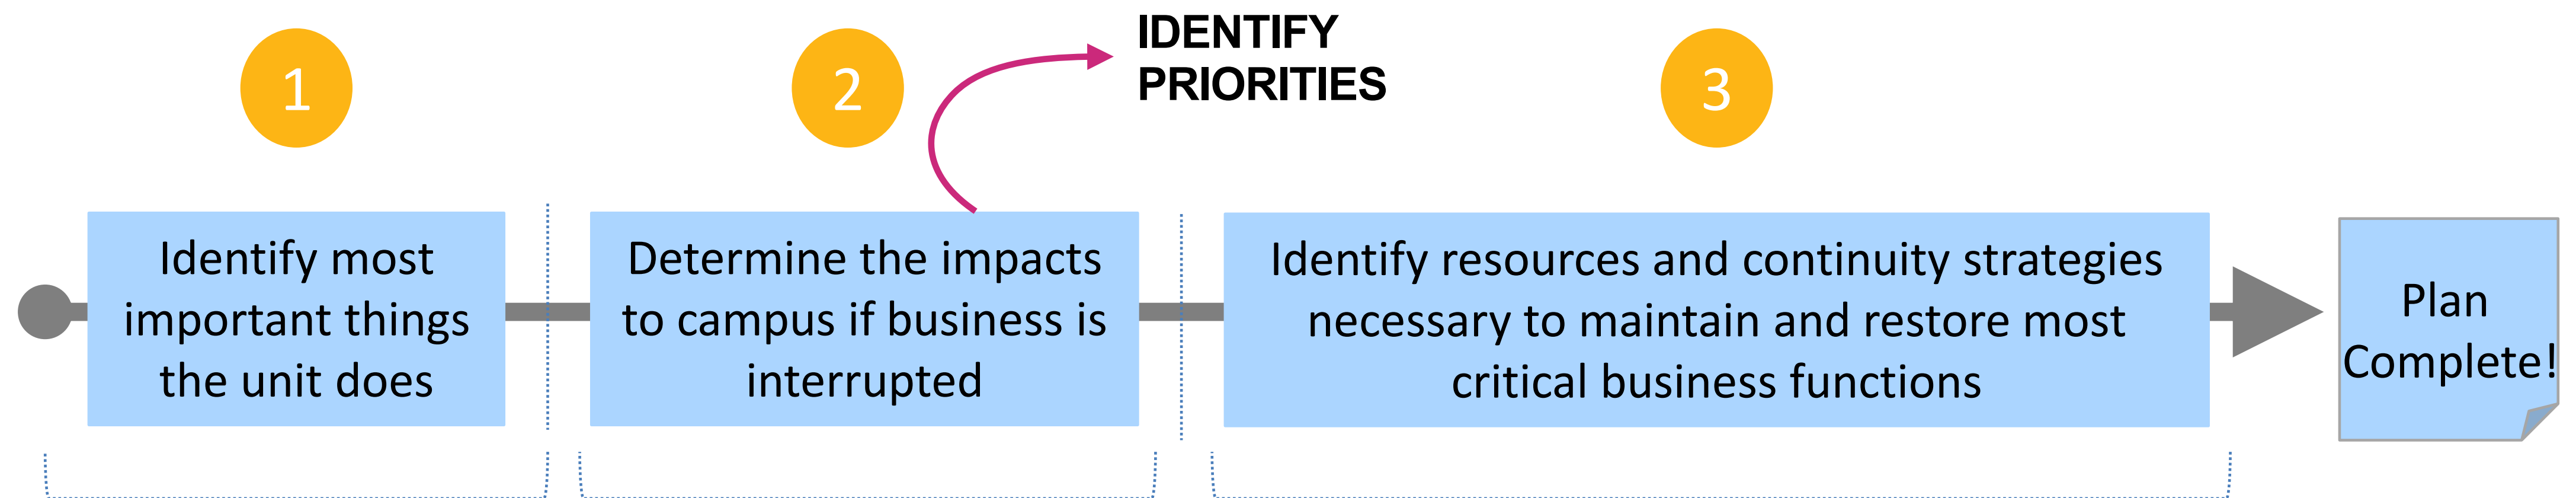 1
2
IDENTIFY
PRIORITIES
3
Identify most
important things
the unit does
Determine the impacts
to campus if business is
interrupted
Identify resources and continuity strategies
necessary to maintain and restore most
critical business functions
Plan
Complete!